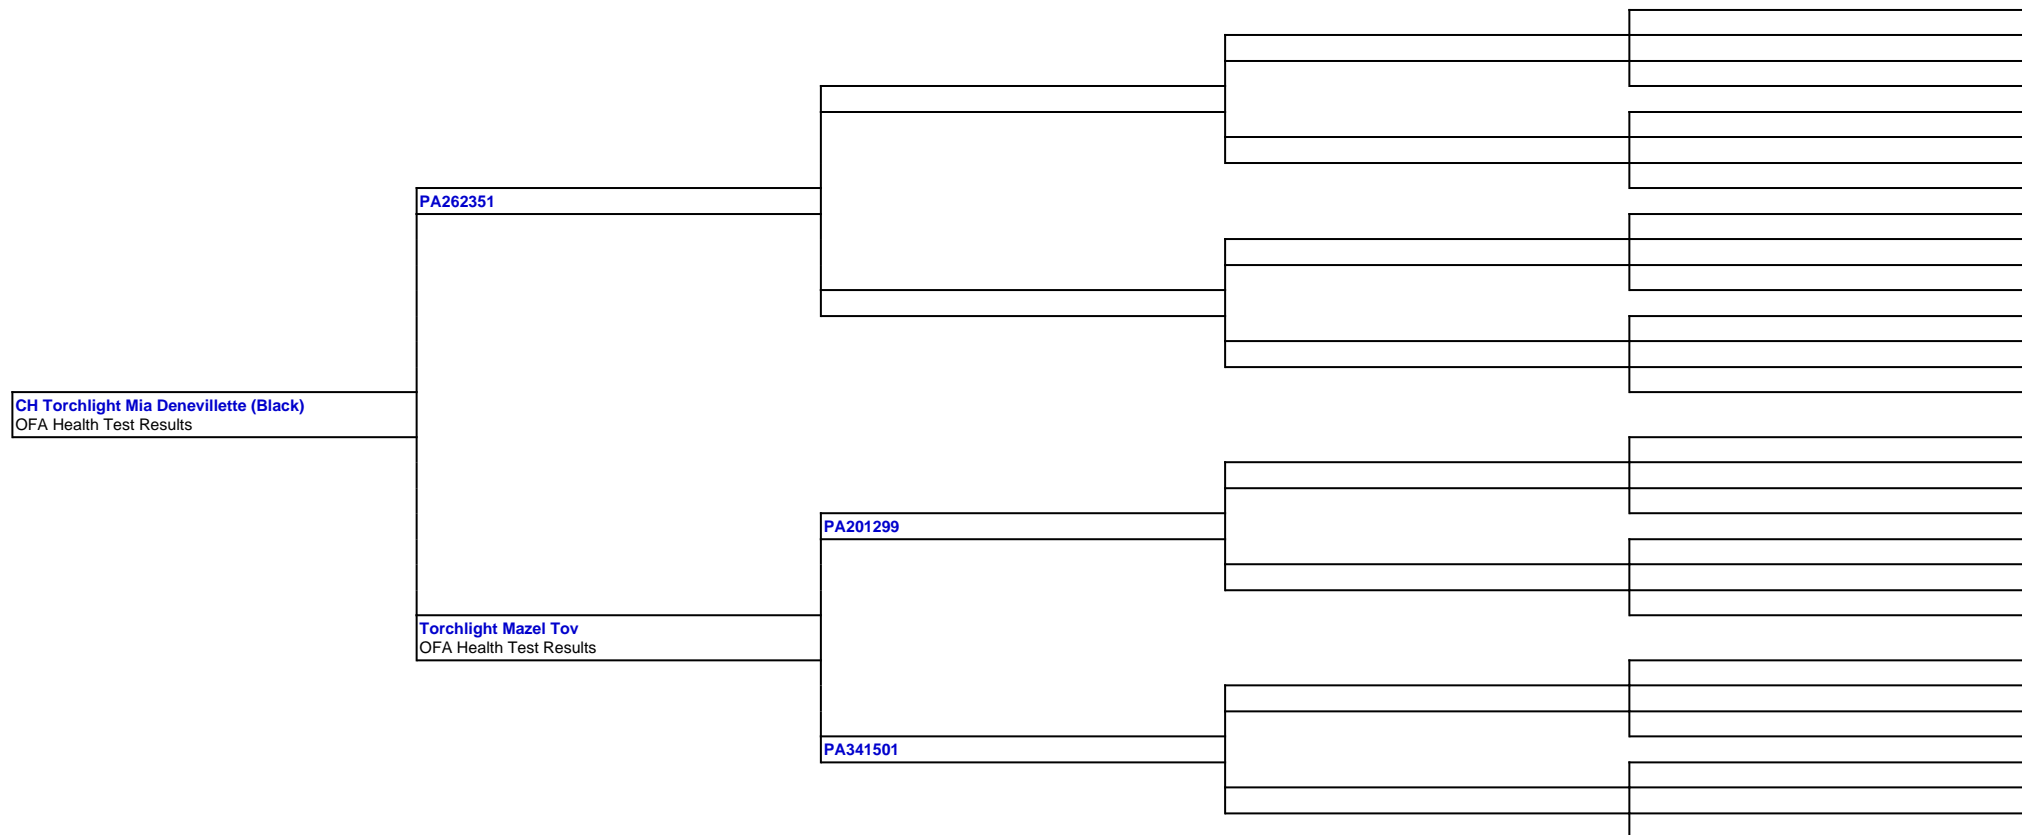 PA262351
CH Torchlight Mia Denevillette (Black)
OFA Health Test Results
PA201299
Torchlight Mazel Tov
OFA Health Test Results
PA341501